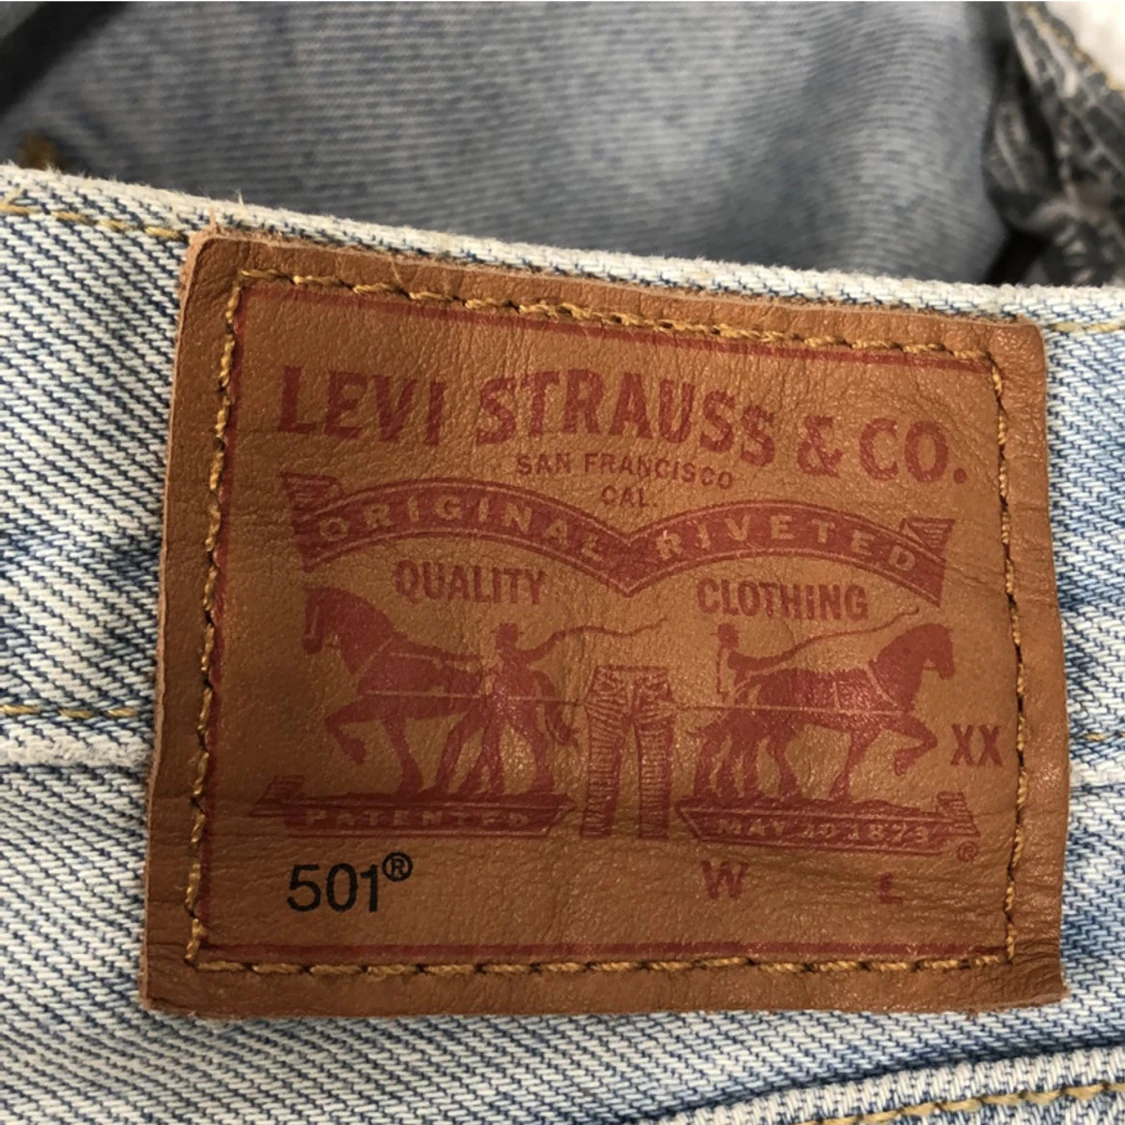 LEVI STRAUSS & CO.
SAN FRANCISCO
CAL.
ORIGINAL RIVETED
QUALITY CLOTHING
XX
PATENTED MAY 20 1873
®
501® W L